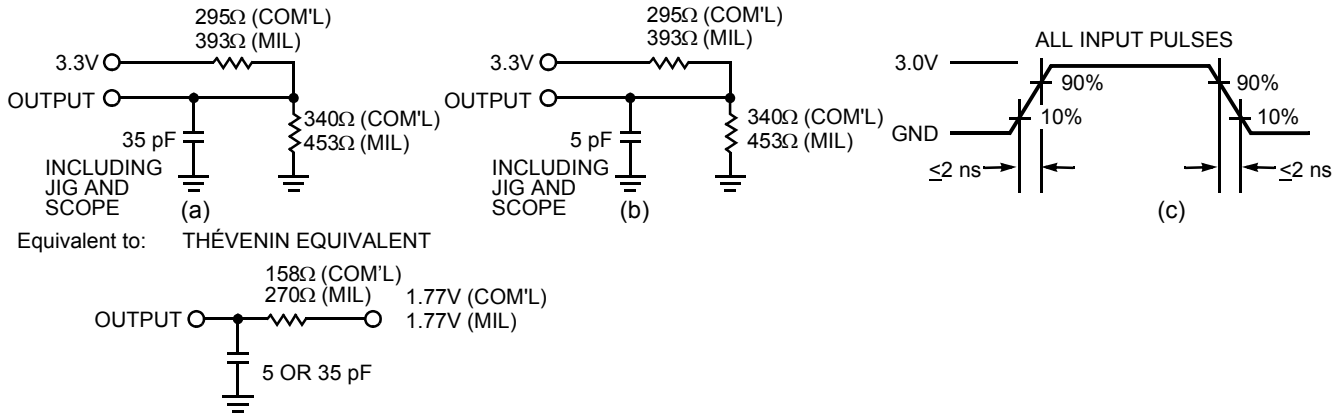 295Ω (COM'L)
393Ω (MIL)
3.3V
OUTPUT
35 pF
340Ω (COM'L)
453Ω (MIL)
INCLUDING
JIG AND
SCOPE
(a)
295Ω (COM'L)
393Ω (MIL)
3.3V
OUTPUT
5 pF
340Ω (COM'L)
453Ω (MIL)
INCLUDING
JIG AND
SCOPE
(b)
ALL INPUT PULSES
3.0V
90%
90%
10%
10%
GND
≤2 ns
≤2 ns
(c)
Equivalent to: THÉVENIN EQUIVALENT
158Ω (COM’L)
270Ω (MIL)
1.77V (COM'L)
1.77V (MIL)
OUTPUT
5 OR 35 pF